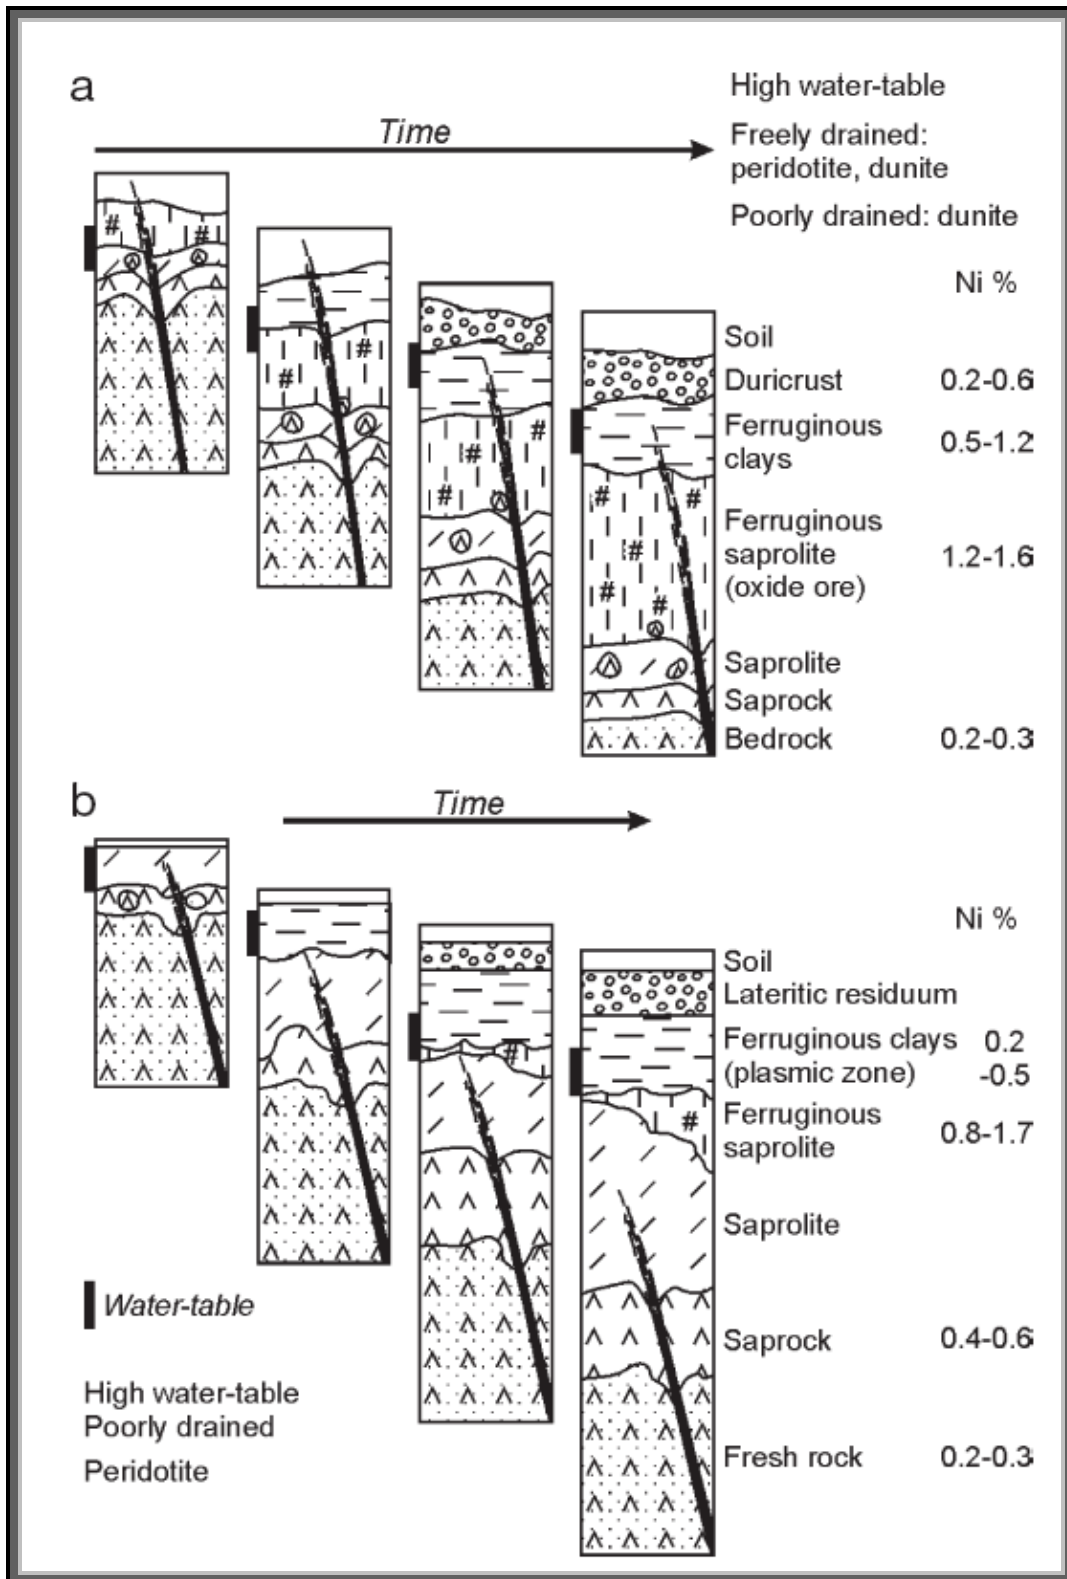 a
Time
High water-table
Freely drained:
peridotite, dunite
Poorly drained: dunite
Ni %
Soil
Duricrust 0.2-0.6
Ferruginous
clays 0.5-1.2
Ferruginous
saprolite 1.2-1.6
(oxide ore)
Saprolite
Saprock
Bedrock 0.2-0.3
b
Time
Ni %
Soil
Lateritic residuum
Ferruginous clays 0.2
(plasmic zone) -0.5
Ferruginous
saprolite 0.8-1.7
Saprolite
Saprock 0.4-0.6
Fresh rock 0.2-0.3
Water-table
High water-table
Poorly drained
Peridotite